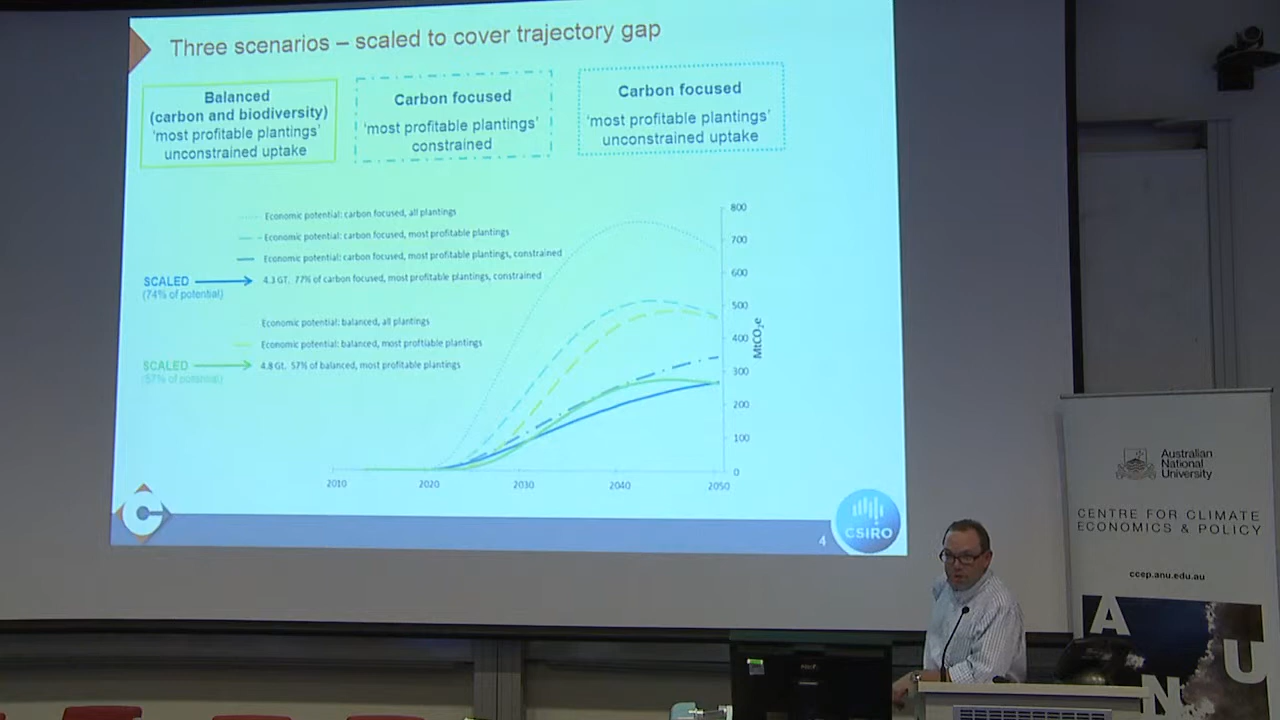 Three scenarios – scaled to cover trajectory gap
Balanced
(carbon and biodiversity)
'most profitable plantings'
unconstrained uptake
Carbon focused
'most profitable plantings'
constrained
Carbon focused
'most profitable plantings'
unconstrained uptake
Economic potential: carbon focused, all plantings
Economic potential: carbon focused, most profitable plantings
Economic potential: carbon focused, most profitable plantings, constrained
SCALED
(74% of potential)
4.3 GT. 77% of carbon focused, most profitable plantings, constrained
Economic potential: balanced, all plantings
Economic potential: balanced, most profitable plantings
SCALED
(57% of potential)
4.8 Gt. 57% of balanced, most profitable plantings
800
700
600
500
400
300
200
100
0
MtCO₂e
2010
2020
2030
2040
2050
4
CSIRO
Australian
National
University
CENTRE FOR CLIMATE
ECONOMICS & POLICY
ccep.anu.edu.au
A
N
U